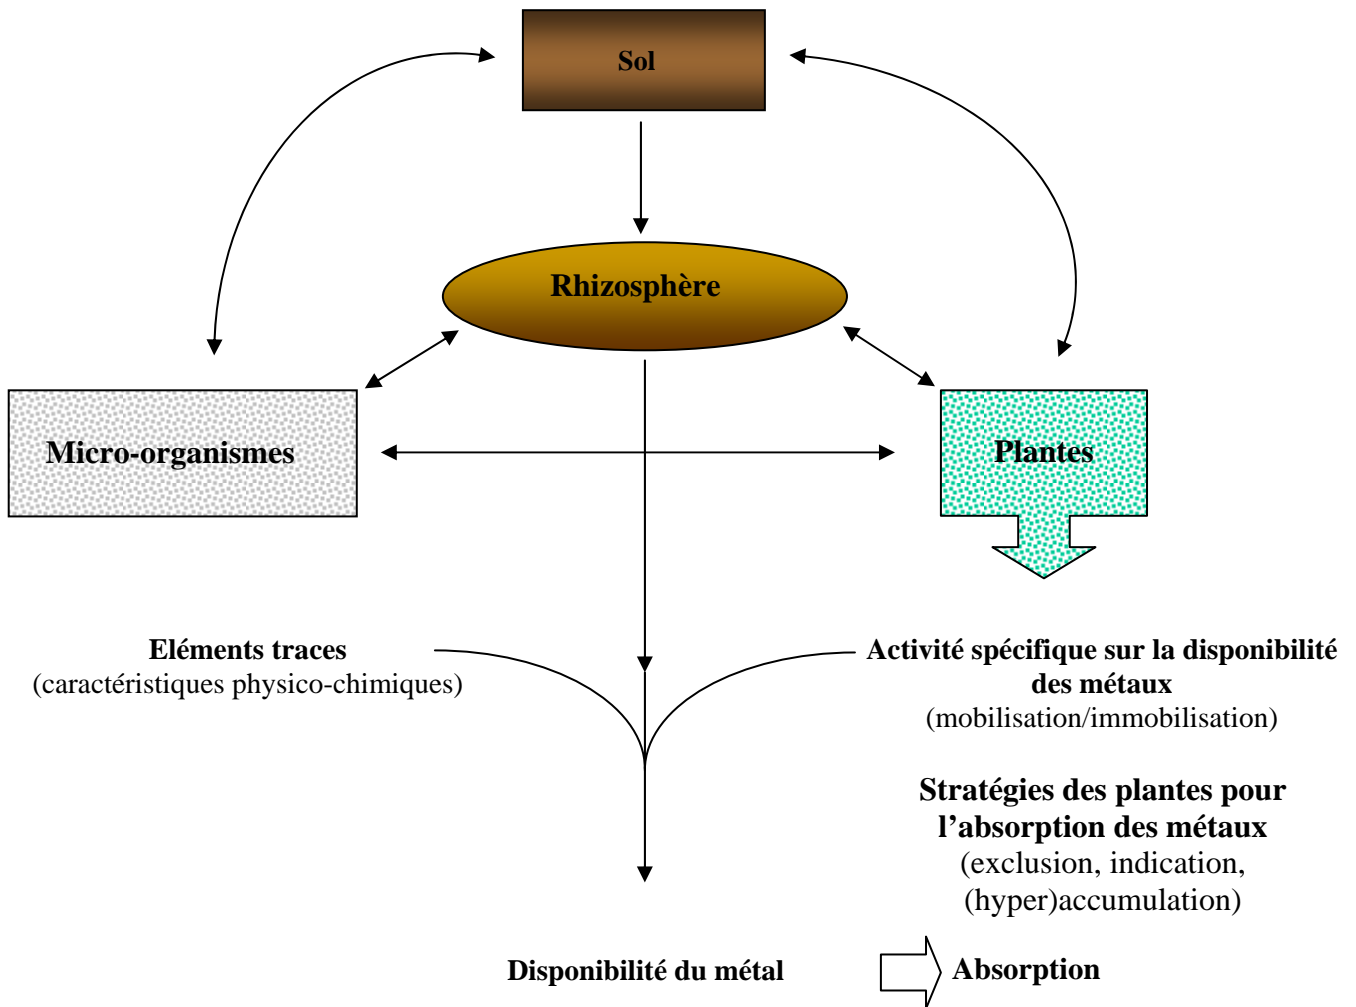 Sol
Rhizosphère
Micro-organismes
Plantes
Eléments traces
(caractéristiques physico-chimiques)
Activité spécifique sur la disponibilité
des métaux
(mobilisation/immobilisation)
Stratégies des plantes pour
l’absorption des métaux
(exclusion, indication,
(hyper)accumulation)
Disponibilité du métal
Absorption